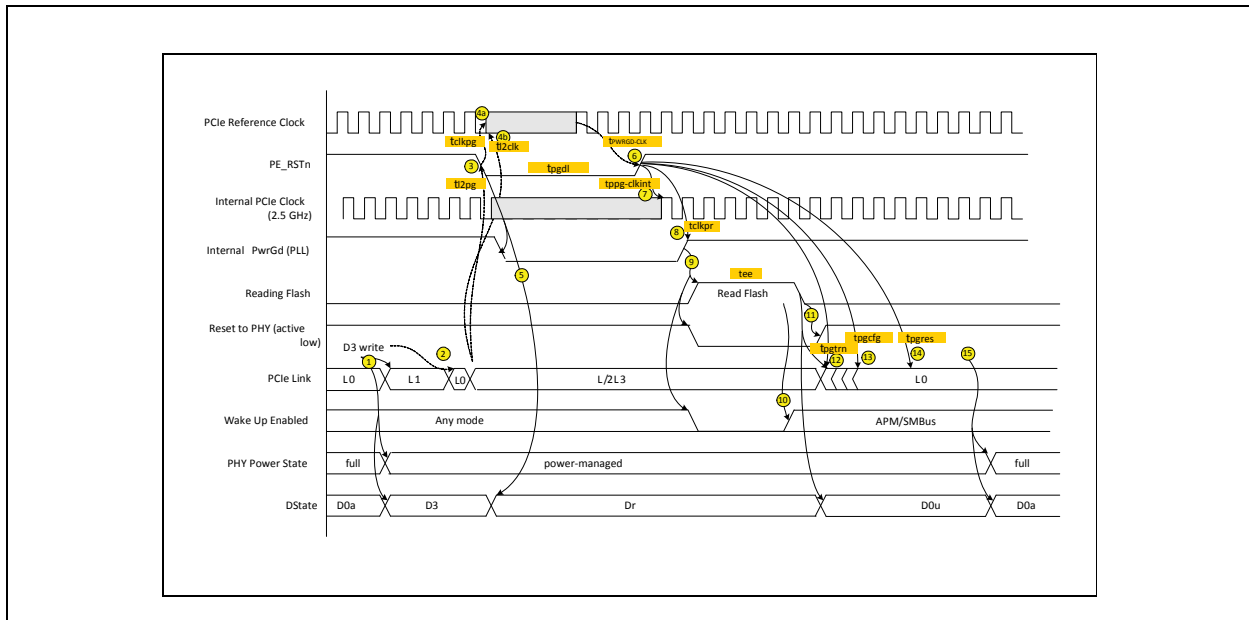 4a
PCIe Reference Clock
tclkpg
4b
tl2clk
tPWRGD-CLK
PE_RSTn
3
6
tpgdl
tl2pg
tppg-clkint
7
Internal PCIe Clock
(2.5 GHz)
tclkpr
8
Internal PwrGd (PLL)
9
5
tee
Reading Flash
Read Flash
11
Reset to PHY (active
low)
tpgcfg
tpgres
D3 write
tpgtrn
1
2
12
13
14
15
PCIe Link
L0
L1
L0
L/2L3
L0
10
Wake Up Enabled
Any mode
APM/SMBus
PHY Power State
full
power-managed
full
DState
D0a
D3
Dr
D0u
D0a